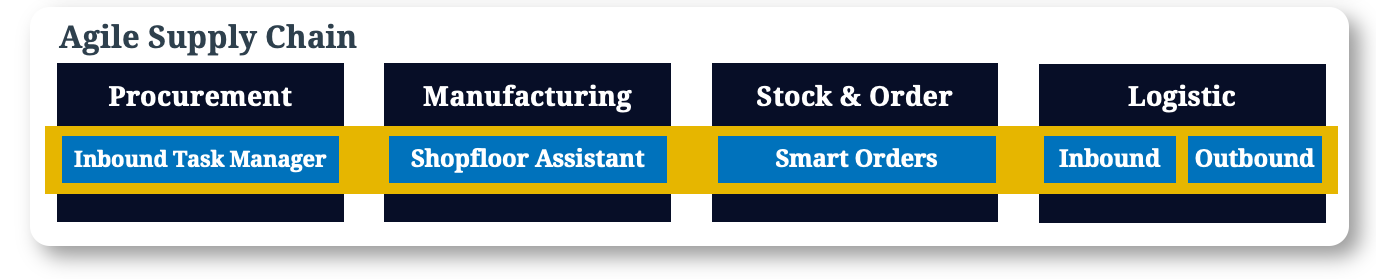 Agile Supply Chain
Procurement
Manufacturing
Stock & Order
Logistic
Inbound Task Manager
Shopfloor Assistant
Smart Orders
Inbound
Outbound